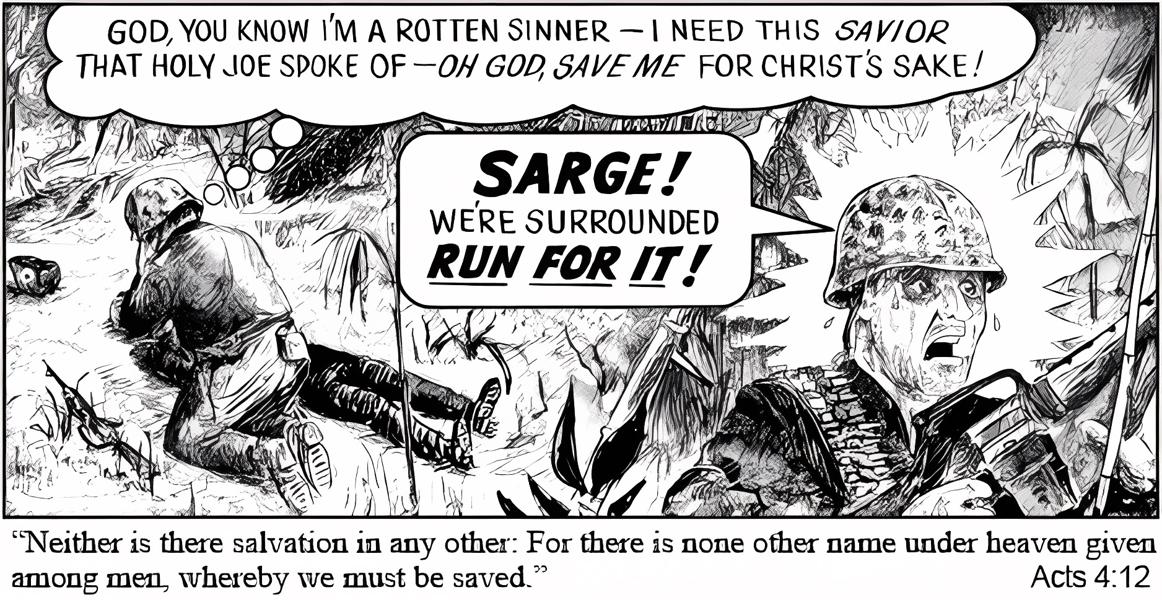 GOD, YOU KNOW I'M A ROTTEN SINNER — I NEED THIS SAVIOR
THAT HOLY JOE SPOKE OF — OH GOD, SAVE ME FOR CHRIST'S SAKE!
SARGE!
WE'RE SURROUNDED
RUN FOR IT!
“Neither is there salvation in any other: For there is none other name under heaven given
among men, whereby we must be saved.”
Acts 4:12